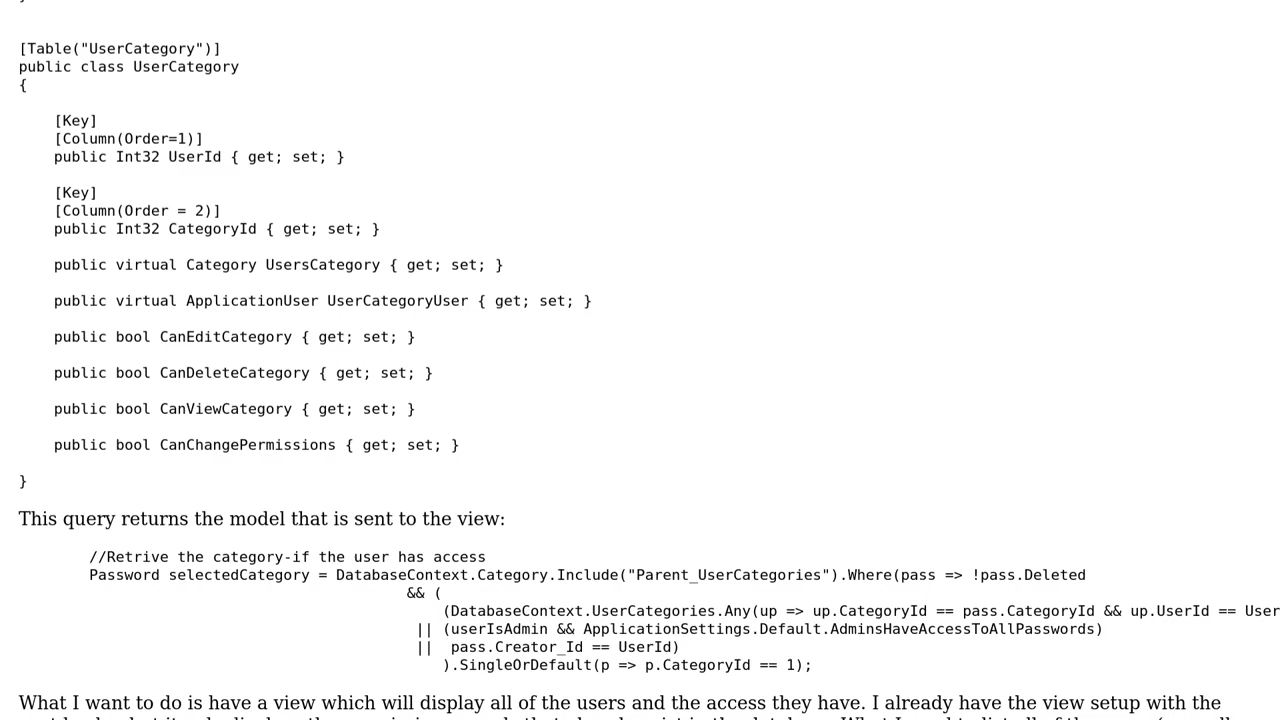 [Table("UserCategory")]
public class UserCategory
{
[Key]
[Column(Order=1)]
public Int32 UserId { get; set; }
[Key]
[Column(Order = 2)]
public Int32 CategoryId { get; set; }
public virtual Category UsersCategory { get; set; }
public virtual ApplicationUser UserCategoryUser { get; set; }
public bool CanEditCategory { get; set; }
public bool CanDeleteCategory { get; set; }
public bool CanViewCategory { get; set; }
public bool CanChangePermissions { get; set; }
}
This query returns the model that is sent to the view:
//Retrive the category-if the user has access
Password selectedCategory = DatabaseContext.Category.Include("Parent_UserCategories").Where(pass => !pass.Deleted
&& (
(DatabaseContext.UserCategories.Any(up => up.CategoryId == pass.CategoryId && up.UserId == User
|| (userIsAdmin && ApplicationSettings.Default.AdminsHaveAccessToAllPasswords)
|| pass.Creator_Id == UserId)
).SingleOrDefault(p => p.CategoryId == 1);
What I want to do is have a view which will display all of the users and the access they have. I already have the view setup with the